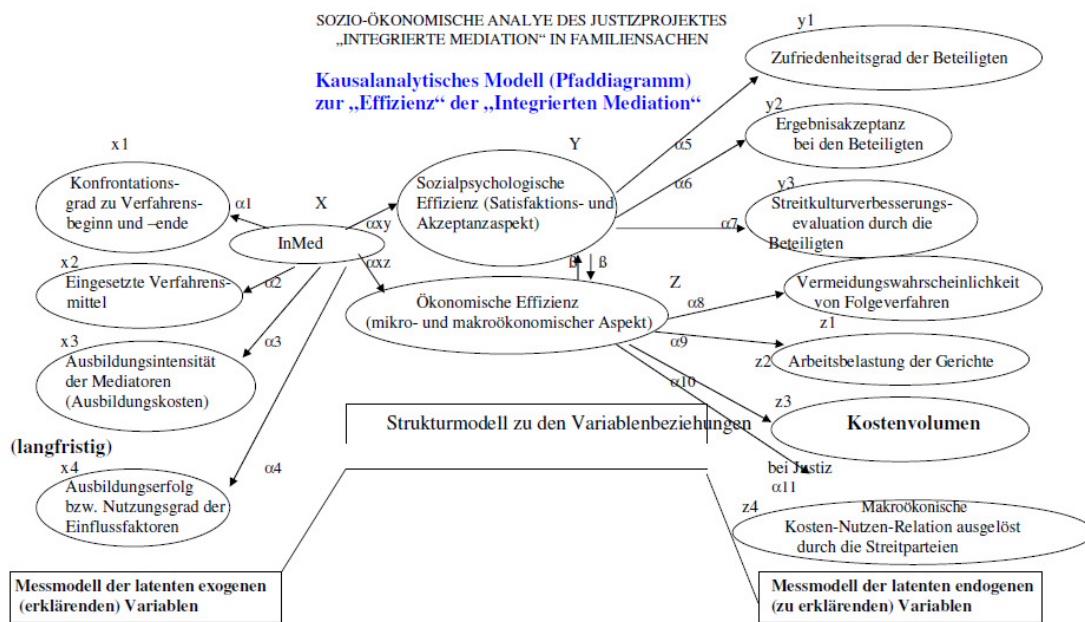 SOZIO-ÖKONOMISCHE ANALYE DES JUSTIZPROJEKTES
„INTEGRIERTE MEDIATION“ IN FAMILIENSACHEN
Kausalanalytisches Modell (Pfaddiagramm)
zur „Effizienz“ der „Integrierten Mediation“
x1
Konfrontations-
grad zu Verfahrens-
beginn und –ende
α1
x2
Eingesetzte Verfahrens-
mittel
α2
x3
Ausbildungsintensität
der Mediatoren
(Ausbildungskosten)
α3
(langfristig)
x4
Ausbildungserfolg
bzw. Nutzungsgrad der
Einflussfaktoren
α4
X
InMed
αxy
αxz
Y
Sozialpsychologische
Effizienz (Satisfaktions- und
Akzeptanzaspekt)
ß
ß
Z
Ökonomische Effizienz
(mikro- und makroökonomischer Aspekt)
y1
Zufriedenheitsgrad der Beteiligten
α5
y2
Ergebnisakzeptanz
bei den Beteiligten
α6
y3
Streitkulturverbesserungs-
evaluation durch die
Beteiligten
α7
Vermeidungswahrscheinlichkeit
von Folgeverfahren
α8
z1
α9
z2
Arbeitsbelastung der Gerichte
α10
z3
Kostenvolumen
bei Justiz
α11
z4
Makroökonische
Kosten-Nutzen-Relation ausgelöst
durch die Streitparteien
Strukturmodell zu den Variablenbeziehungen
Messmodell der latenten exogenen
(erklärenden) Variablen
Messmodell der latenten endogenen
(zu erklärenden) Variablen